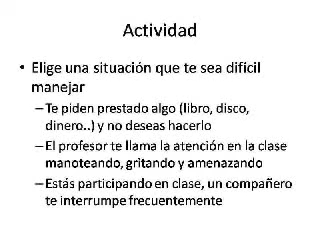 Actividad
• Elige una situación que te sea difícil
manejar
– Te piden prestado algo (libro, disco,
dinero..) y no deseas hacerlo
– El profesor te llama la atención en la clase
manoteando, gritando y amenazando
– Estás participando en clase, un compañero
te interrumpe frecuentemente